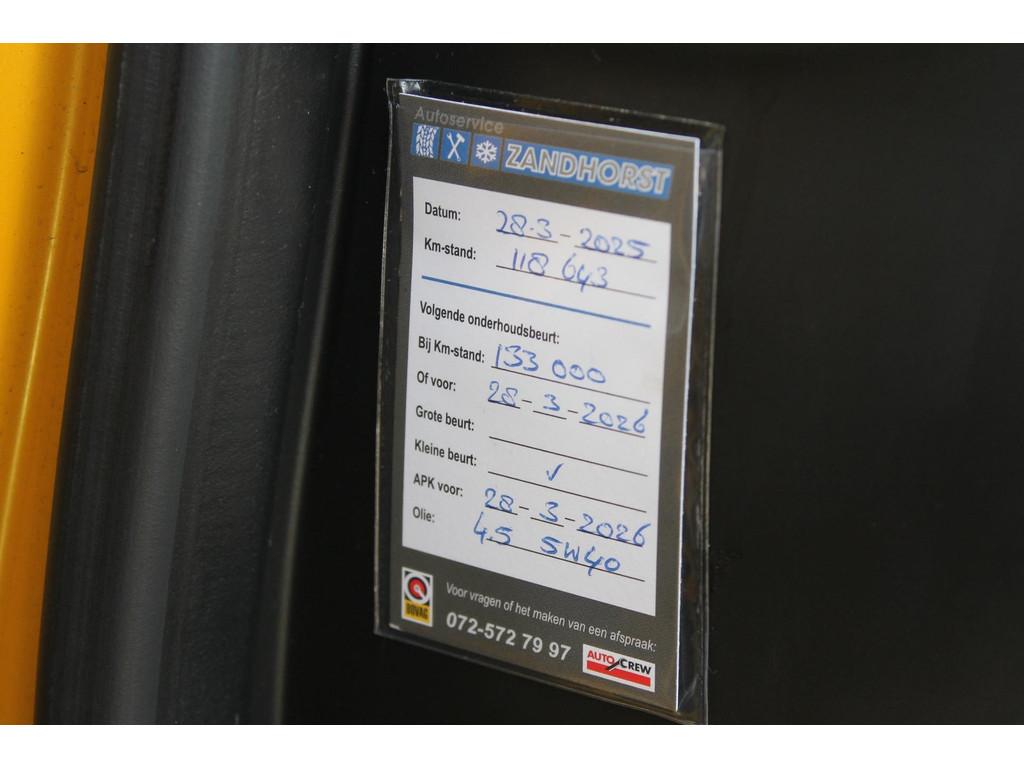 Autoservice
ZANDHORST
Datum: 28-3-2025
Km-stand: 118 643
Volgende onderhoudsbeurt:
Bij Km-stand: 133 000
Of voor: 28-3-2026
Grote beurt:
Kleine beurt: ✓
APK voor: 28-3-2026
Olie: 4.5 5W40
BOVAG
Voor vragen of het maken van een afspraak:
072-572 79 97
AUTO CREW